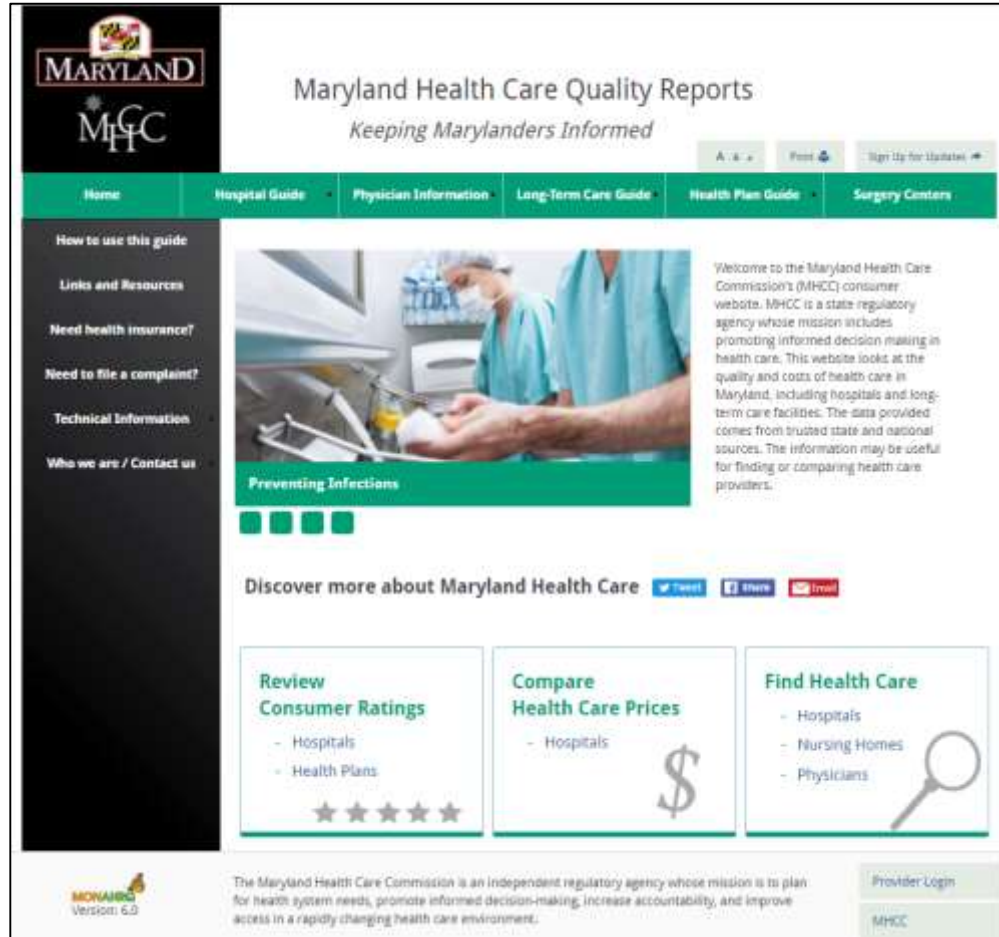 MARYLAND
MHCC
Maryland Health Care Quality Reports
Keeping Marylanders Informed
A a a
Print
Sign Up for Updates
Home
Hospital Guide
Physician Information
Long-Term Care Guide
Health Plan Guide
Surgery Centers
How to use this guide
Links and Resources
Need health insurance?
Need to file a complaint?
Technical Information
Who we are / Contact us
Preventing Infections
Welcome to the Maryland Health Care
Commission's (MHCC) consumer
website. MHCC is a state regulatory
agency whose mission includes
promoting informed decision making in
health care. This website looks at the
quality and costs of health care in
Maryland, including hospitals and long-
term care facilities. The data provided
comes from trusted state and national
sources. The information may be useful
for finding or comparing health care
providers.
Discover more about Maryland Health Care
Tweet
Share
Email
Review
Consumer Ratings
- Hospitals
- Health Plans
Compare
Health Care Prices
- Hospitals
$
Find Health Care
- Hospitals
- Nursing Homes
- Physicians
MONAHRQ
Version: 6.0
The Maryland Health Care Commission is an independent regulatory agency whose mission is to plan
for health system needs, promote informed decision-making, increase accountability, and improve
access in a rapidly changing health care environment.
Provider Login
MHCC